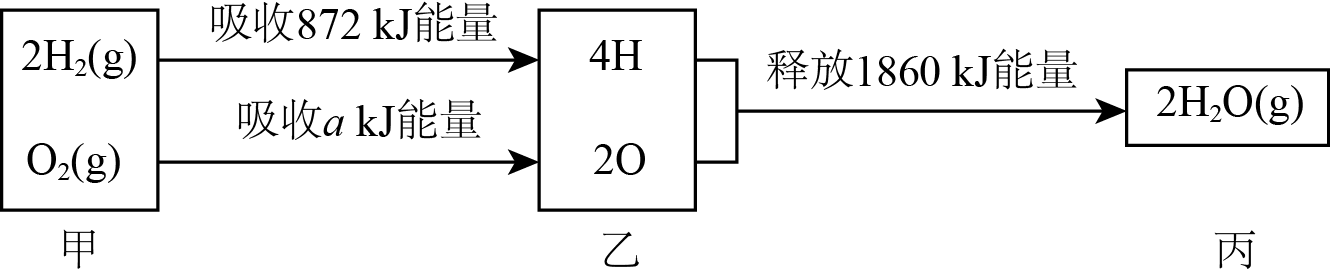 吸收872 kJ能量
2H₂(g)
4H
释放1860 kJ能量
2H₂O(g)
吸收a kJ能量
O₂(g)
2O
甲
乙
丙